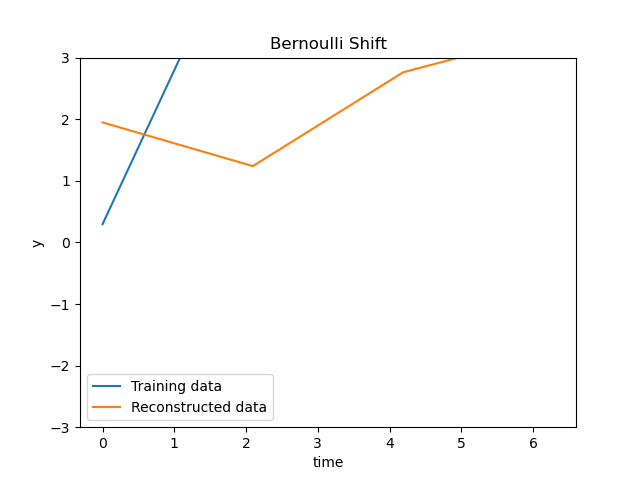 Bernoulli Shift
3
2
1
0
−1
−2
−3
y
Training data
Reconstructed data
0 1 2 3 4 5 6
time